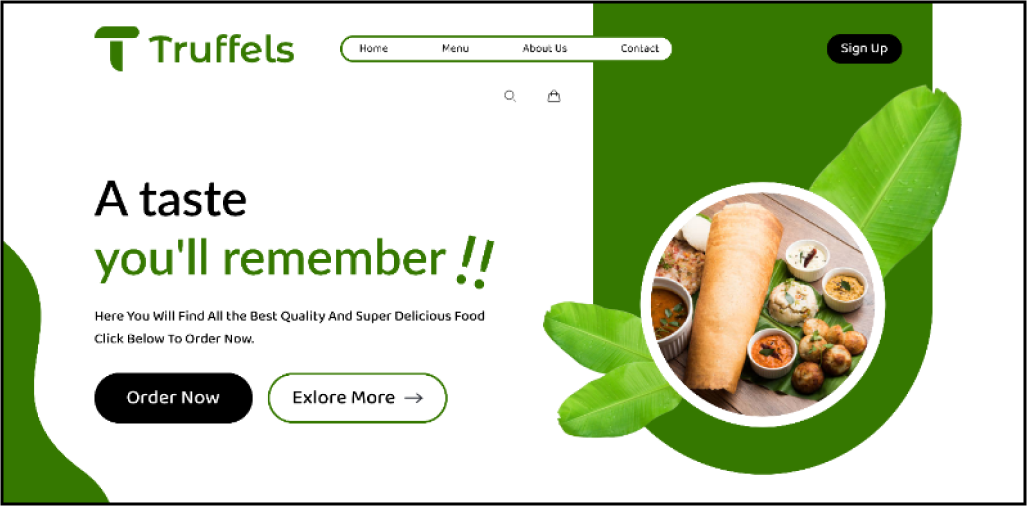 Truffels
Home Menu About Us Contact
Sign Up
A taste
you'll remember !!
Here You Will Find All the Best Quality And Super Delicious Food
Click Below To Order Now.
Order Now
Exlore More →